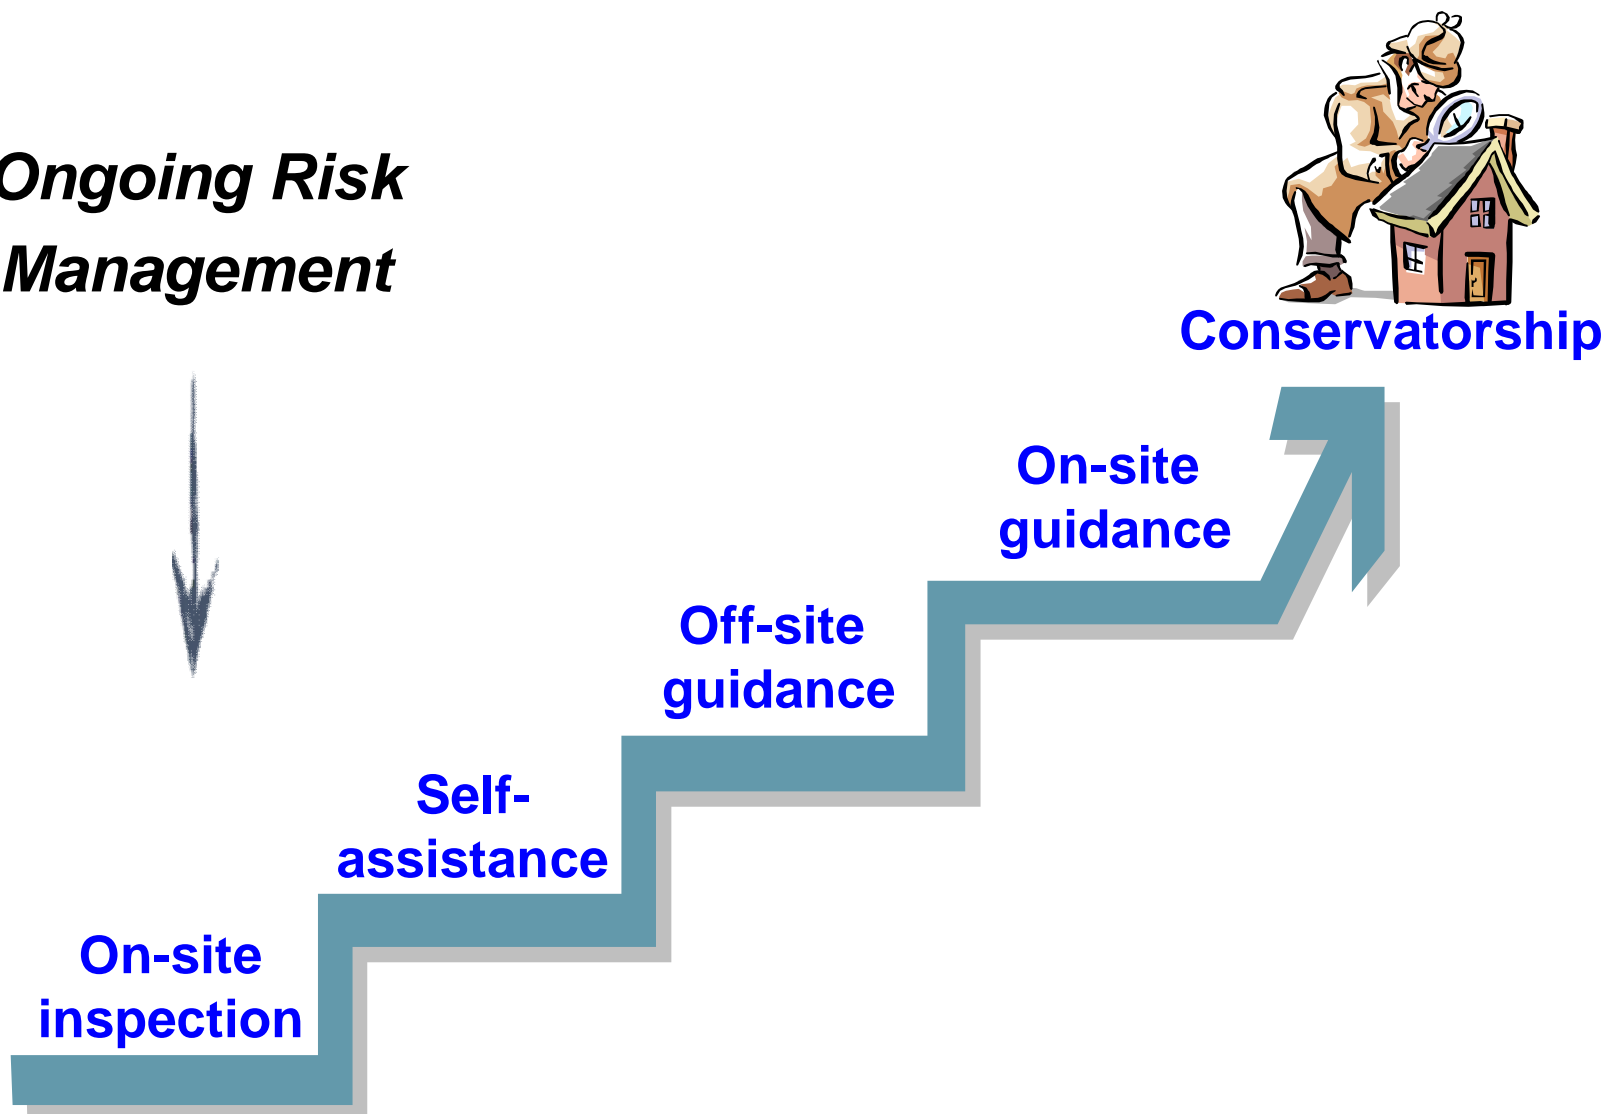 Ongoing Risk
Management
Conservatorship
On-site
guidance
Off-site
guidance
Self-
assistance
On-site
inspection